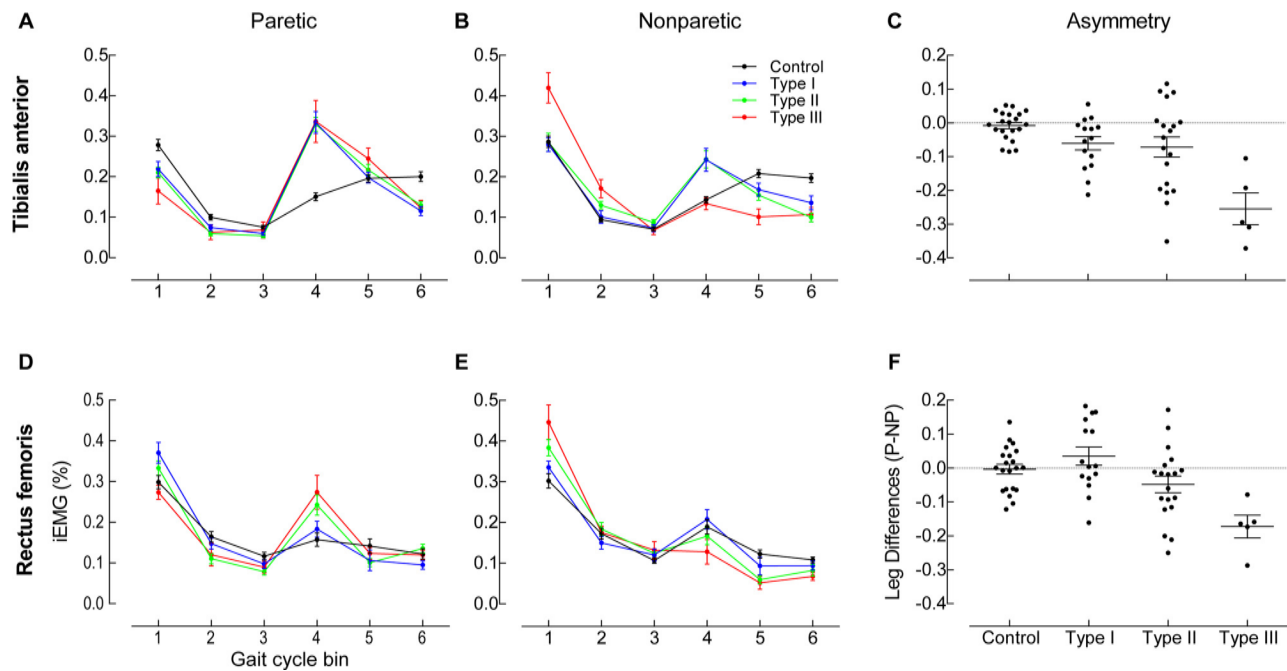 A Paretic B Nonparetic C Asymmetry
Tibialis anterior
0.5
0.4
0.3
0.2
0.1
0.0
1 2 3 4 5 6
0.5
0.4
0.3
0.2
0.1
0.0
Control
Type I
Type II
Type III
1 2 3 4 5 6
0.2
0.1
0.0
-0.1
-0.2
-0.3
-0.4
D E F
Rectus femoris
iEMG (%)
0.5
0.4
0.3
0.2
0.1
0.0
1 2 3 4 5 6
Gait cycle bin
0.5
0.4
0.3
0.2
0.1
0.0
1 2 3 4 5 6
Leg Differences (P-NP)
0.2
0.1
0.0
-0.1
-0.2
-0.3
-0.4
Control Type I Type II Type III